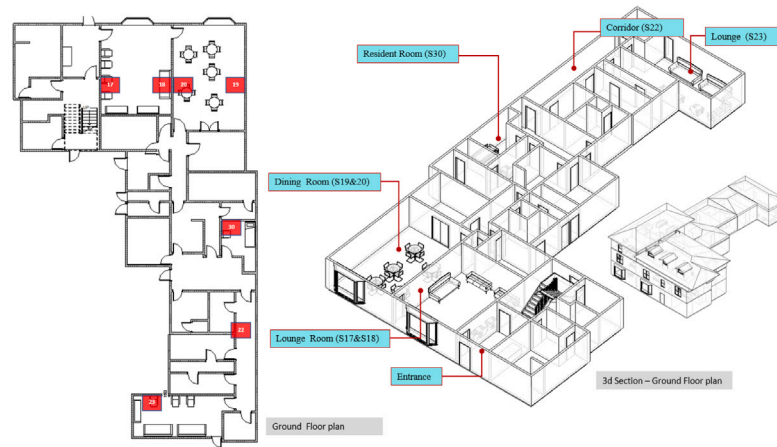 Corridor (S22)
Lounge (S23)
Resident Room (S30)
17
18
20
19
Dining Room (S19&20)
30
22
Lounge Room (S17&S18)
Entrance
23
3d Section – Ground Floor plan
Ground Floor plan